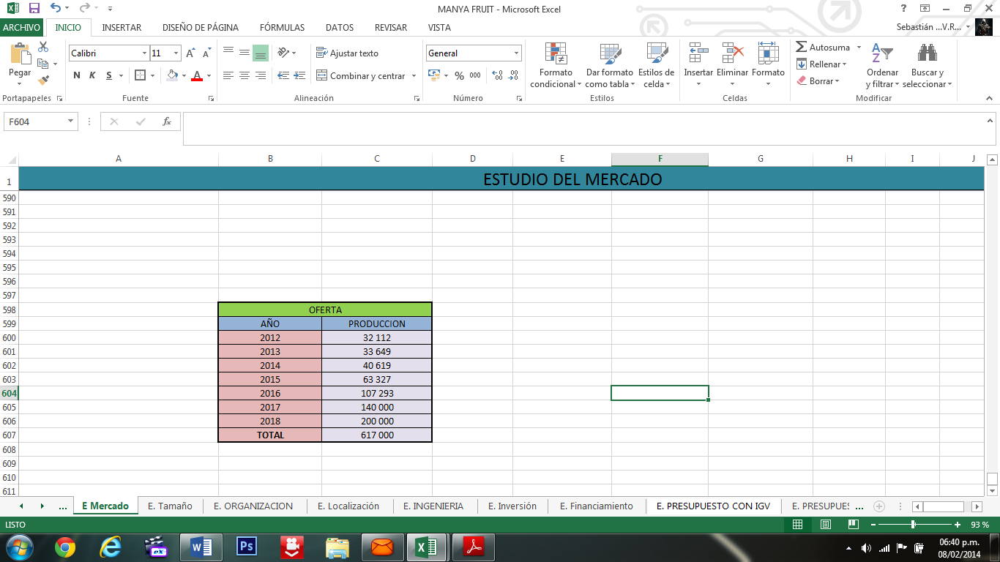 MANYA FRUIT - Microsoft Excel
ARCHIVO INICIO INSERTAR DISEÑO DE PÁGINA FÓRMULAS DATOS REVISAR VISTA Sebastián ...V.R...
Pegar
Portapapeles
Calibri 11
N K S
Fuente
Ajustar texto
Combinar y centrar
Alineación
General
% 000
Número
Formato condicional
Dar formato como tabla
Estilos de celda
Estilos
Insertar Eliminar Formato
Celdas
Autosuma
Rellenar
Borrar
Ordenar y filtrar
Buscar y seleccionar
Modificar
F604 fx
A B C D E F G H I J
1 ESTUDIO DEL MERCADO
590
591
592
593
594
595
596
597
598 OFERTA
599 AÑO PRODUCCION
600 2012 32 112
601 2013 33 649
602 2014 40 619
603 2015 63 327
604 2016 107 293
605 2017 140 000
606 2018 200 000
607 TOTAL 617 000
608
609
610
611
... E Mercado E. Tamaño E. ORGANIZACION E. Localización E. INGENIERIA E. Inversión E. Financiamiento E. PRESUPUESTO CON IGV E. PRESUPUES ...
LISTO 93 %
06:40 p.m.
08/02/2014